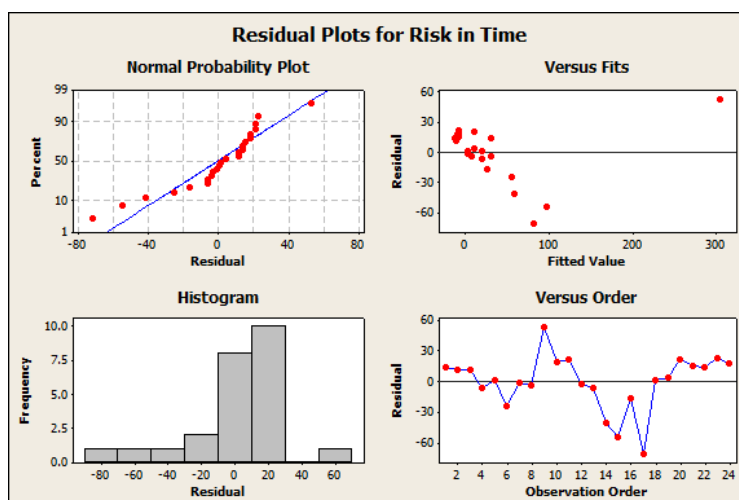 Residual Plots for Risk in Time
Normal Probability Plot
99
90
50
10
1
Percent
-80 -40 0 40 80
Residual
Versus Fits
60
30
0
-30
-60
Residual
0 100 200 300
Fitted Value
Histogram
10.0
7.5
5.0
2.5
0.0
Frequency
-80 -60 -40 -20 0 20 40 60
Residual
Versus Order
60
30
0
-30
-60
Residual
2 4 6 8 10 12 14 16 18 20 22 24
Observation Order